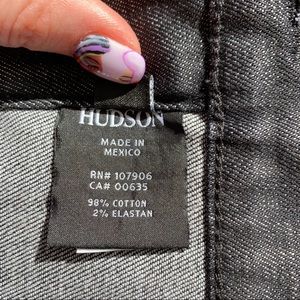 HUDSON
MADE IN
MEXICO
RN# 107906
CA# 00635
98% COTTON
2% ELASTAN